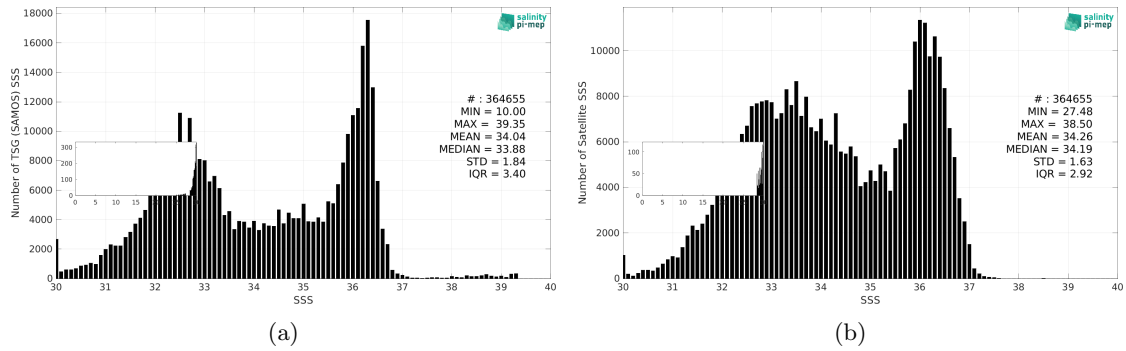 18000
16000
14000
12000
10000
8000
6000
4000
2000
0
Number of TSG (SAMOS) SSS
salinity
pi-mep
# : 364655
MIN = 10.00
MAX = 39.35
MEAN = 34.04
MEDIAN = 33.88
STD = 1.84
IQR = 3.40
300
200
100
0
0 5 10 15
30 31 32 33 34 35 36 37 38 39 40
SSS
(a)
10000
8000
6000
4000
2000
0
Number of Satellite SSS
salinity
pi-mep
# : 364655
MIN = 27.48
MAX = 38.50
MEAN = 34.26
MEDIAN = 34.19
STD = 1.63
IQR = 2.92
100
50
0
0 5 10 15
30 31 32 33 34 35 36 37 38 39 40
SSS
(b)